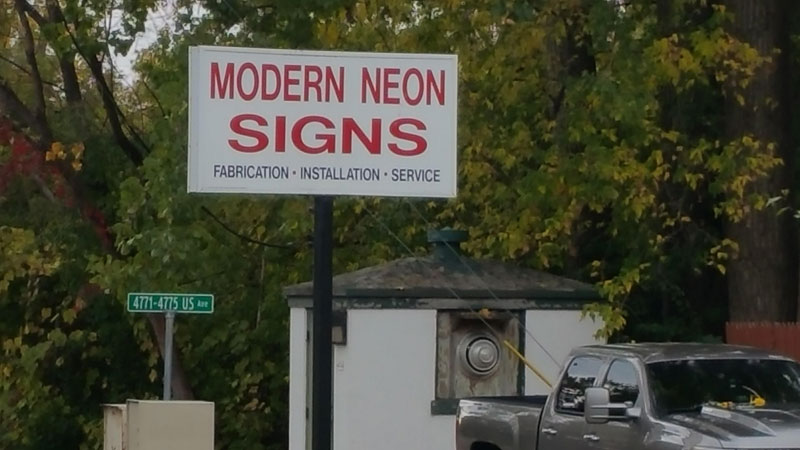 MODERN NEON
SIGNS
FABRICATION • INSTALLATION • SERVICE
4771-4775 US Ave